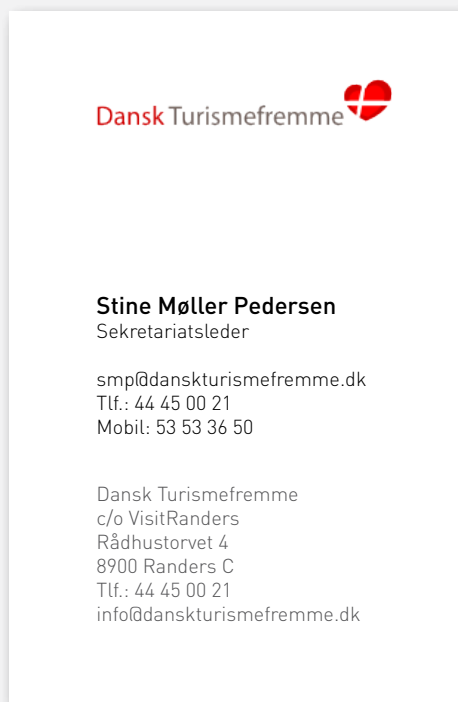 Dansk Turismefremme
Stine Møller Pedersen
Sekretariatsleder
smp@danskturismefremme.dk
Tlf.: 44 45 00 21
Mobil: 53 53 36 50
Dansk Turismefremme
c/o VisitRanders
Rådhustorvet 4
8900 Randers C
Tlf.: 44 45 00 21
info@danskturismefremme.dk